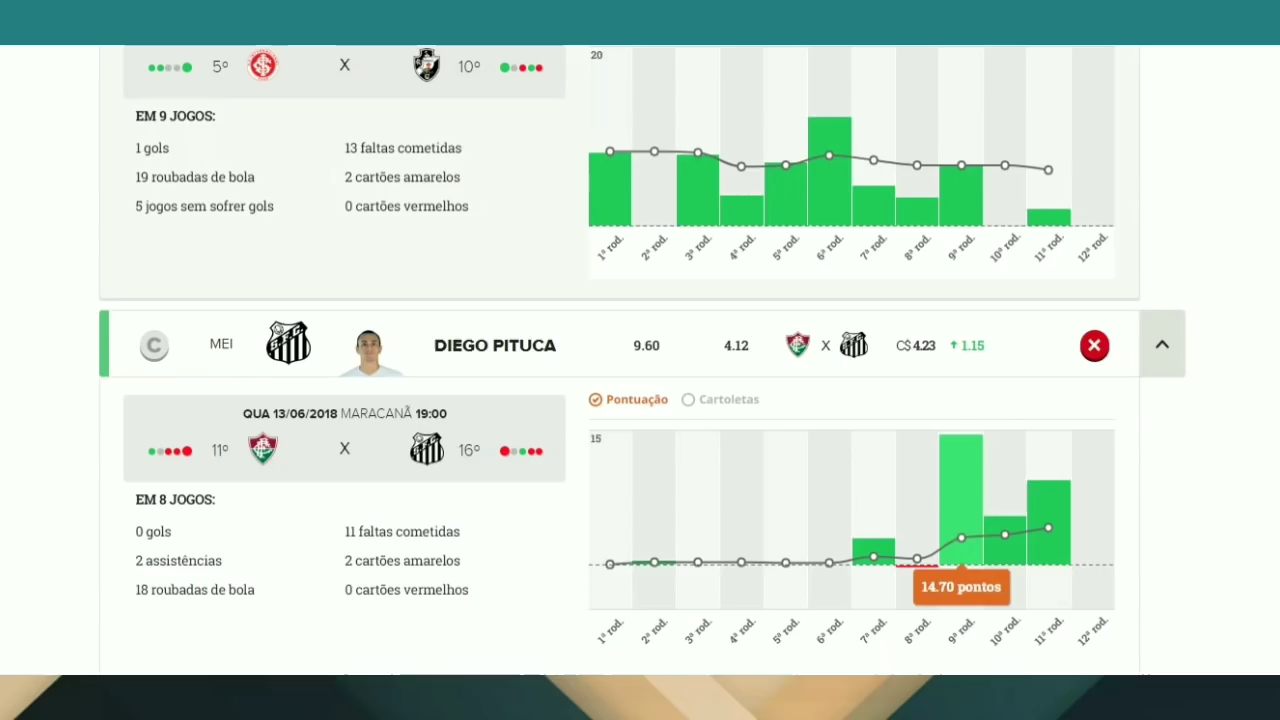 5º X 10º
EM 9 JOGOS:
1 gols 13 faltas cometidas
19 roubadas de bola 2 cartões amarelos
5 jogos sem sofrer gols 0 cartões vermelhos
20
1ª rod. 2ª rod. 3ª rod. 4ª rod. 5ª rod. 6ª rod. 7ª rod. 8ª rod. 9ª rod. 10ª rod. 11ª rod. 12ª rod.
C MEI DIEGO PITUCA 9.60 4.12 X C$ 4.23 1.15
QUA 13/06/2018 MARACANÃ 19:00
11º X 16º
EM 8 JOGOS:
0 gols 11 faltas cometidas
2 assistências 2 cartões amarelos
18 roubadas de bola 0 cartões vermelhos
Pontuação Cartoletas
15
14.70 pontos
1ª rod. 2ª rod. 3ª rod. 4ª rod. 5ª rod. 6ª rod. 7ª rod. 8ª rod. 9ª rod. 10ª rod. 11ª rod. 12ª rod.